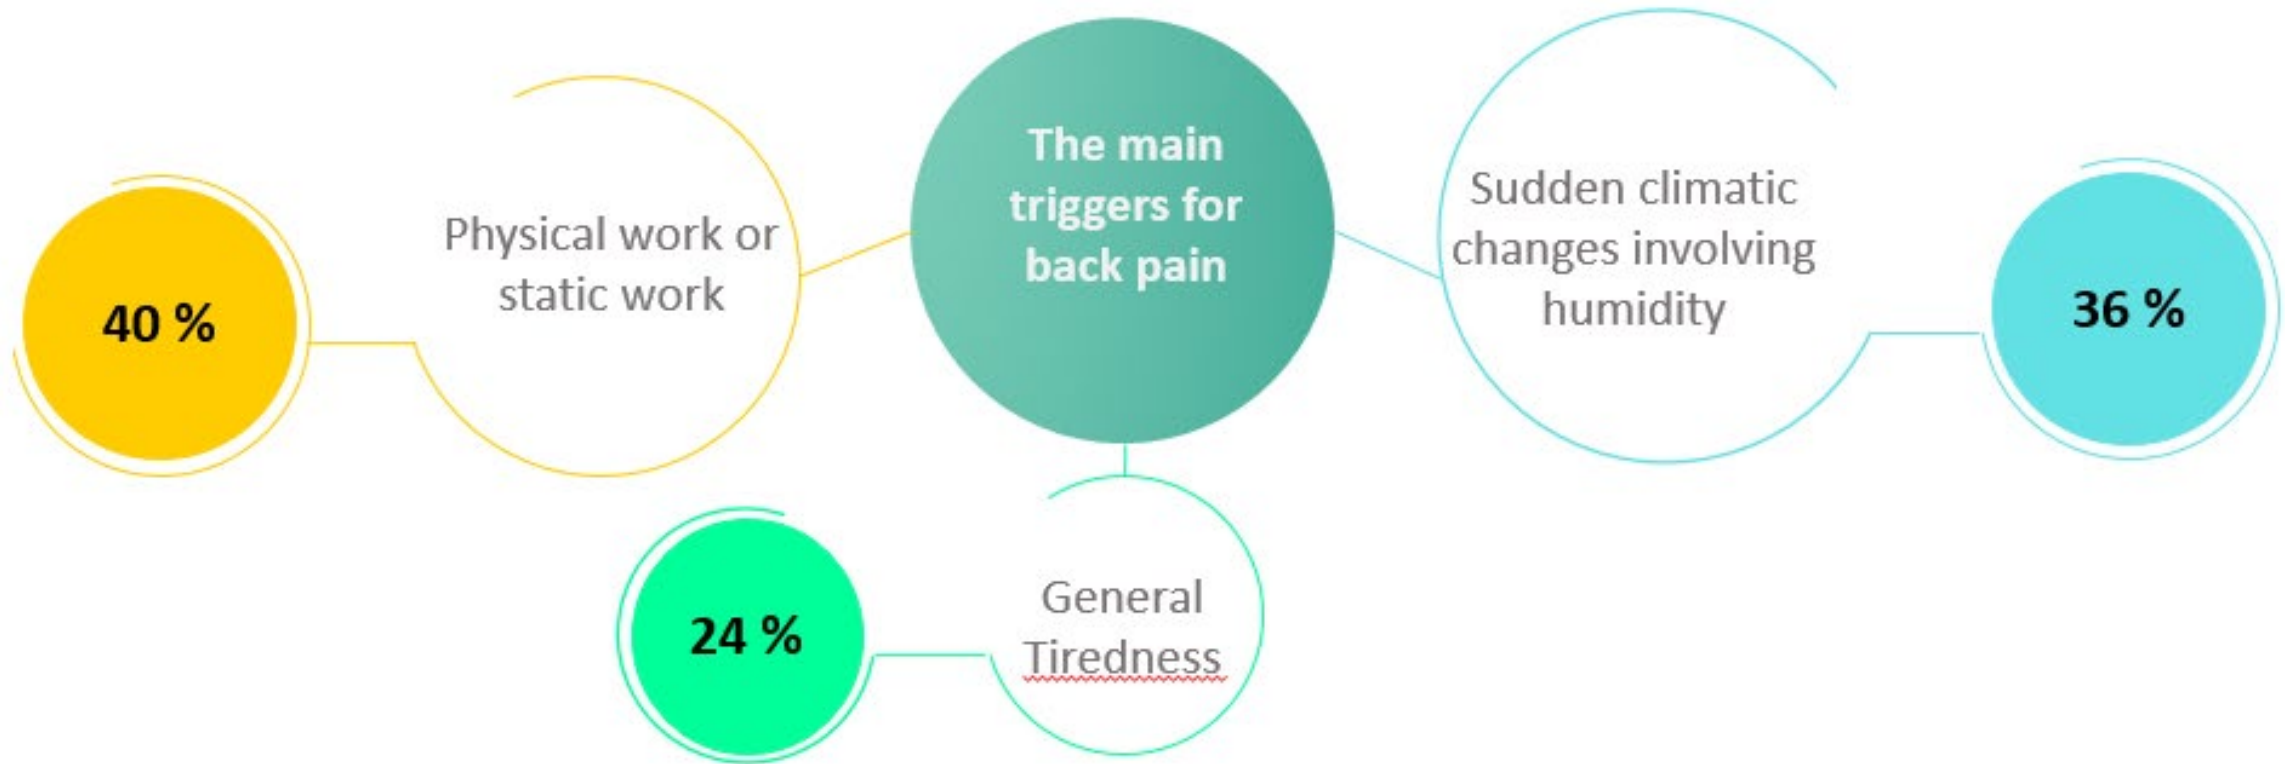 The main
triggers for
back pain
Physical work or
static work
40 %
Sudden climatic
changes involving
humidity
36 %
General
Tiredness
24 %